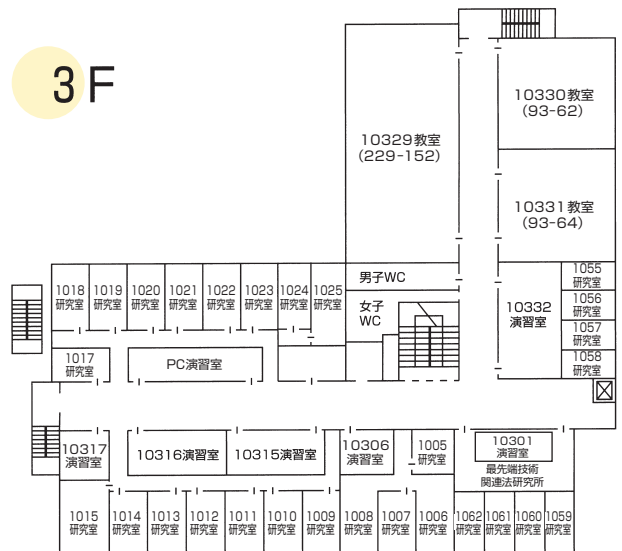 3F
10330教室
(93-62)
10329教室
(229-152)
10331教室
(93-64)
男子WC
女子
WC
10332
演習室
1055
研究室
1056
研究室
1057
研究室
1058
研究室
1018
研究室
1019
研究室
1020
研究室
1021
研究室
1022
研究室
1023
研究室
1024
研究室
1025
研究室
1017
研究室
PC演習室
10317
演習室
10316演習室
10315演習室
10306
演習室
1005
研究室
10301
演習室
最先端技術
関連法研究所
1015
研究室
1014
研究室
1013
研究室
1012
研究室
1011
研究室
1010
研究室
1009
研究室
1008
研究室
1007
研究室
1006
研究室
1062
研究室
1061
研究室
1060
研究室
1059
研究室